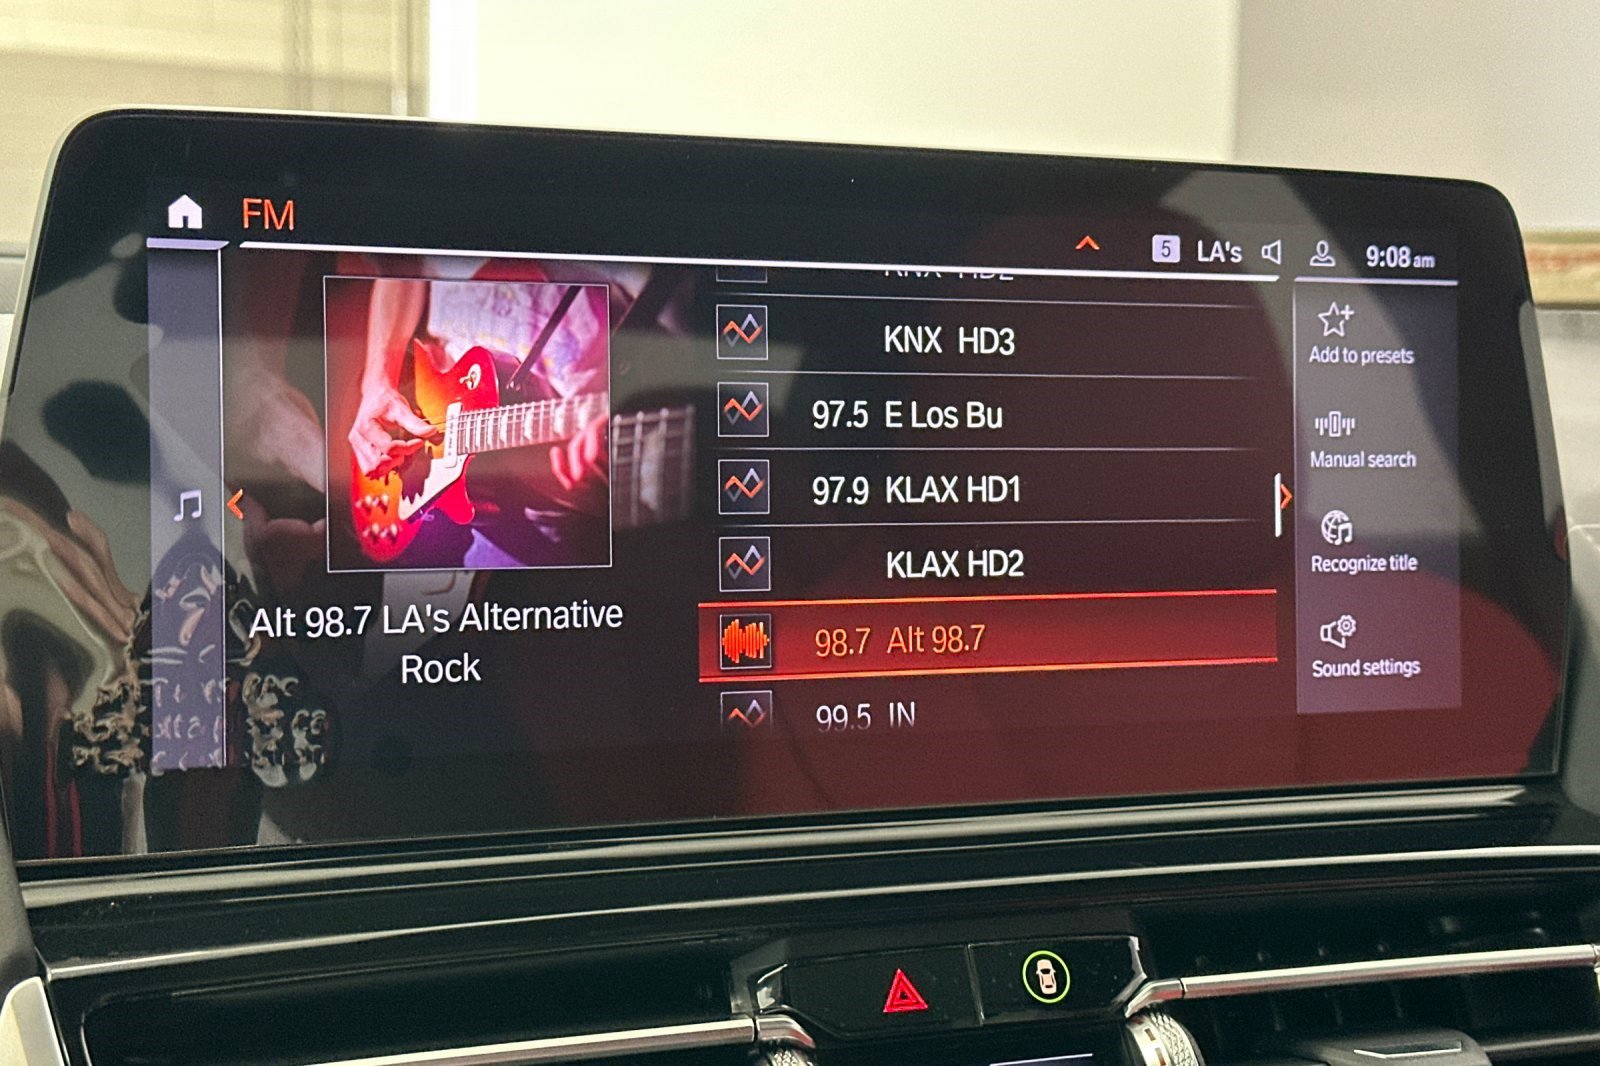 FM
5 LA's 9:08 am
KNX HD2
KNX HD3
97.5 E Los Bu
97.9 KLAX HD1
KLAX HD2
98.7 Alt 98.7
99.5 IN
Alt 98.7 LA's Alternative
Rock
Add to presets
Manual search
Recognize title
Sound settings